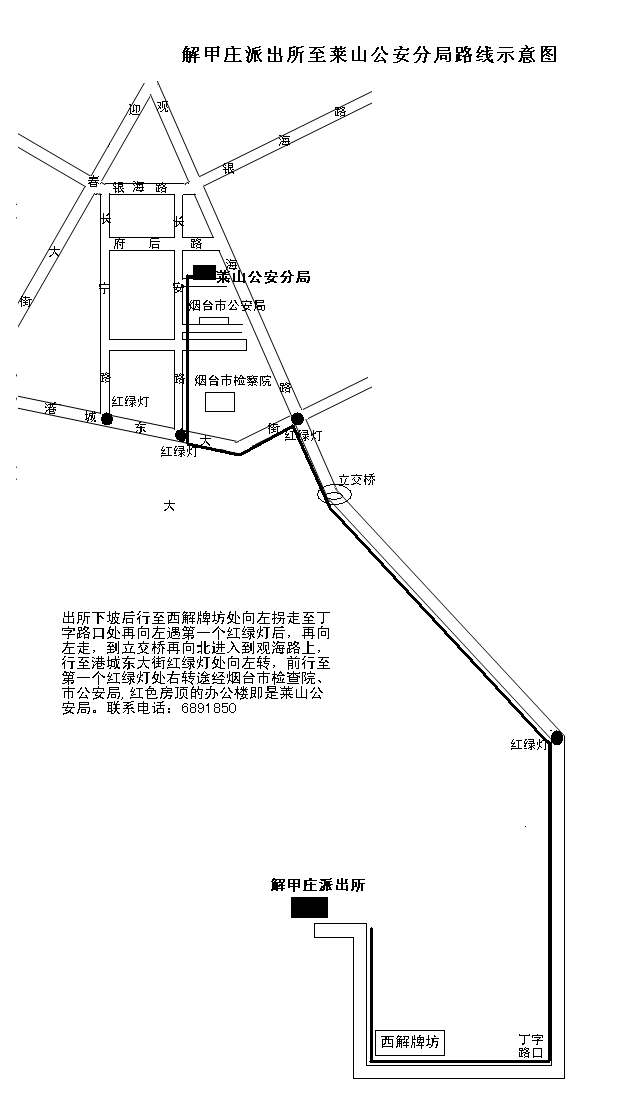 解甲庄派出所至莱山公安分局路线示意图
迎
观
路
海
银
春
银海路
长
长
府后路
大
海
莱山公安分局
宁
安
街
烟台市公安局
路
路
烟台市检察院
路
红绿灯
港城东大街
红绿灯
红绿灯
立交桥
大
出所下坡后行至西解牌坊处向左拐走至丁
字路口处再向左遇第一个红绿灯后，再向
左走，到立交桥再向北进入到观海路上，
行至港城东大街红绿灯处向左转，前行至
第一个红绿灯处右转途经烟台市检查院、
市公安局,红色房顶的办公楼即是莱山公
安局。联系电话：6891850
红绿灯
解甲庄派出所
西解牌坊
丁字
路口